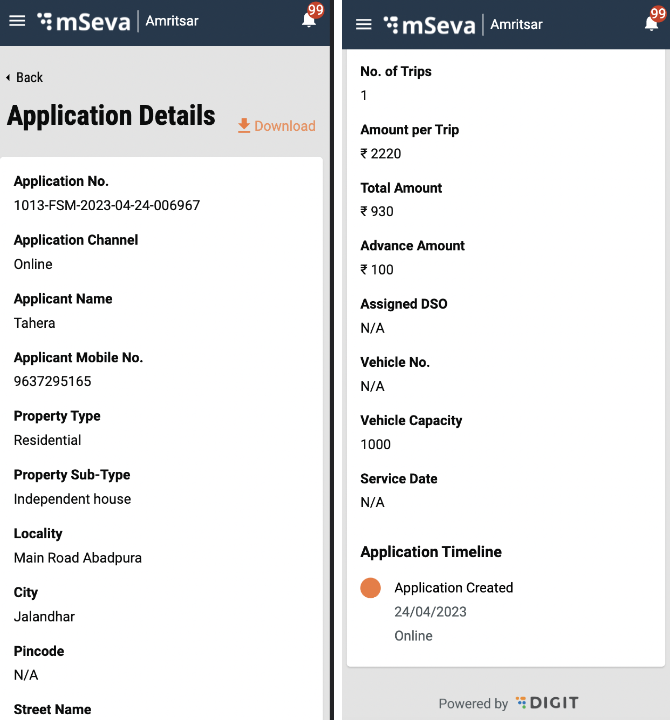 mSeva Amritsar 99
Back
Application Details
Download
Application No.
1013-FSM-2023-04-24-006967
Application Channel
Online
Applicant Name
Tahera
Applicant Mobile No.
9637295165
Property Type
Residential
Property Sub-Type
Independent house
Locality
Main Road Abadpura
City
Jalandhar
Pincode
N/A
Street Name
mSeva Amritsar 99
No. of Trips
1
Amount per Trip
₹ 2220
Total Amount
₹ 930
Advance Amount
₹ 100
Assigned DSO
N/A
Vehicle No.
N/A
Vehicle Capacity
1000
Service Date
N/A
Application Timeline
Application Created
24/04/2023
Online
Powered by DIGIT